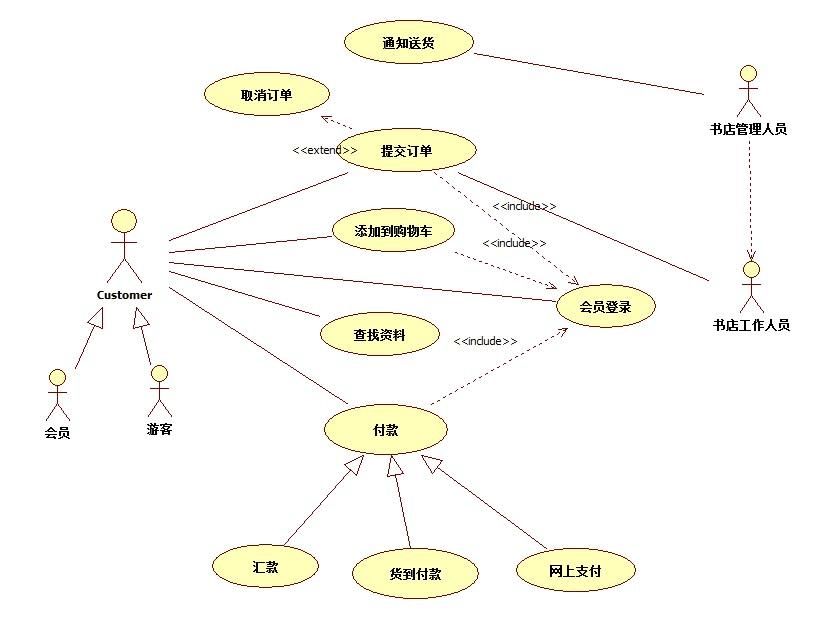 通知送货
取消订单
书店管理人员
<<extend>>
提交订单
<<include>>
添加到购物车
<<include>>
Customer
会员登录
书店工作人员
查找资料
<<include>>
会员
游客
付款
汇款
货到付款
网上支付